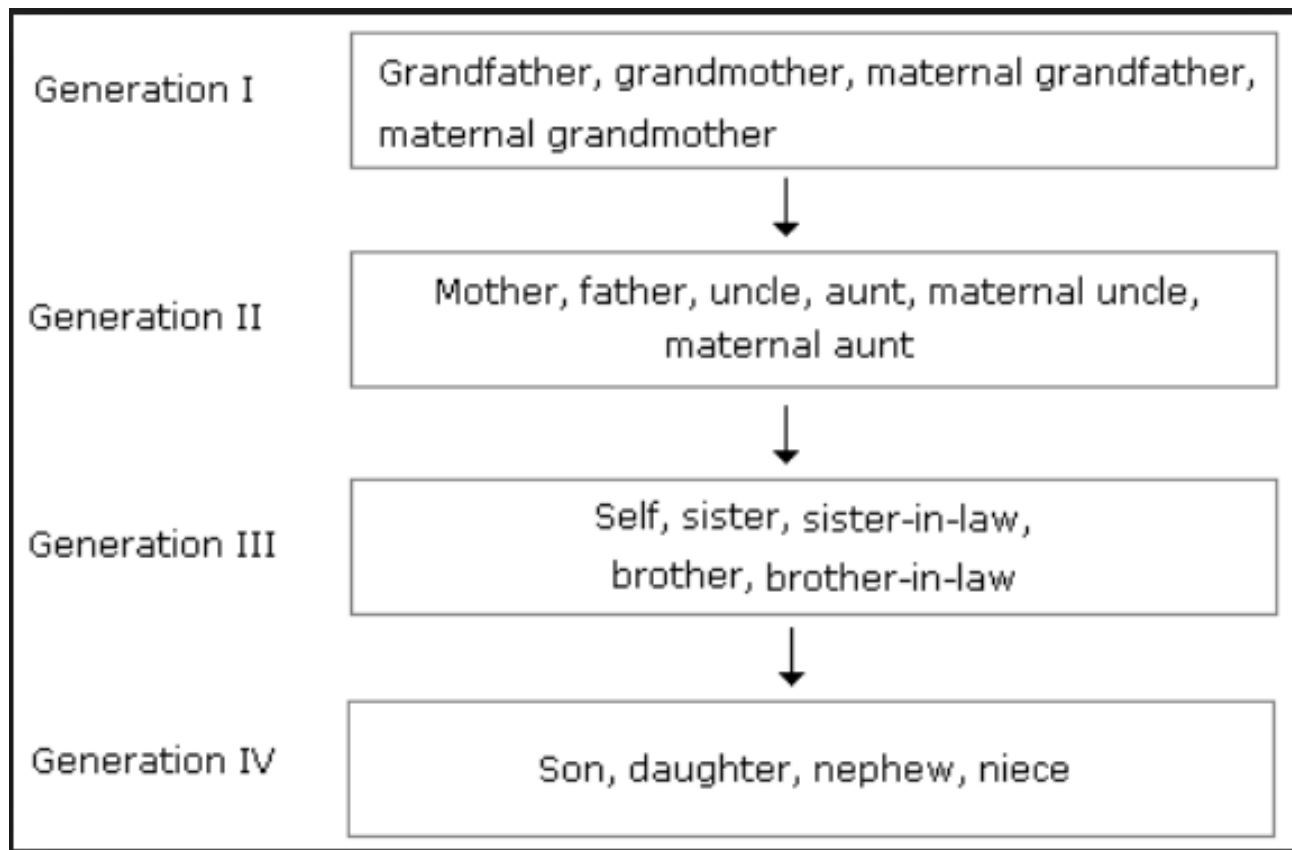 Generation I
Grandfather, grandmother, maternal grandfather,
maternal grandmother
Generation II
Mother, father, uncle, aunt, maternal uncle,
maternal aunt
Generation III
Self, sister, sister-in-law,
brother, brother-in-law
Generation IV
Son, daughter, nephew, niece